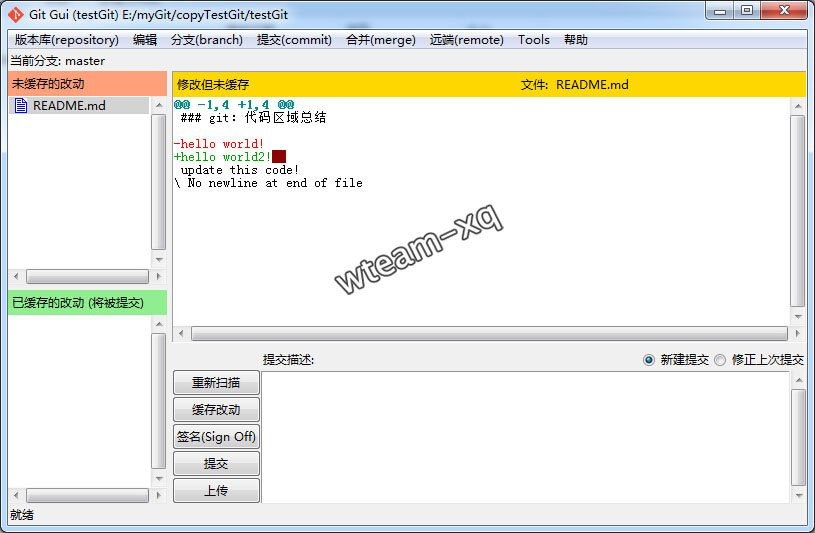 Git Gui (testGit) E:/myGit/copyTestGit/testGit
版本库(repository) 编辑 分支(branch) 提交(commit) 合并(merge) 远端(remote) Tools 帮助
当前分支: master
未缓存的改动
README.md
已缓存的改动 (将被提交)
修改但未缓存 文件: README.md
@@ -1,4 +1,4 @@
### git: 代码区域总结
-hello world!
+hello world2!
update this code!
\ No newline at end of file
wteam-xq
提交描述: 新建提交 修正上次提交
重新扫描
缓存改动
签名(Sign Off)
提交
上传
就绪